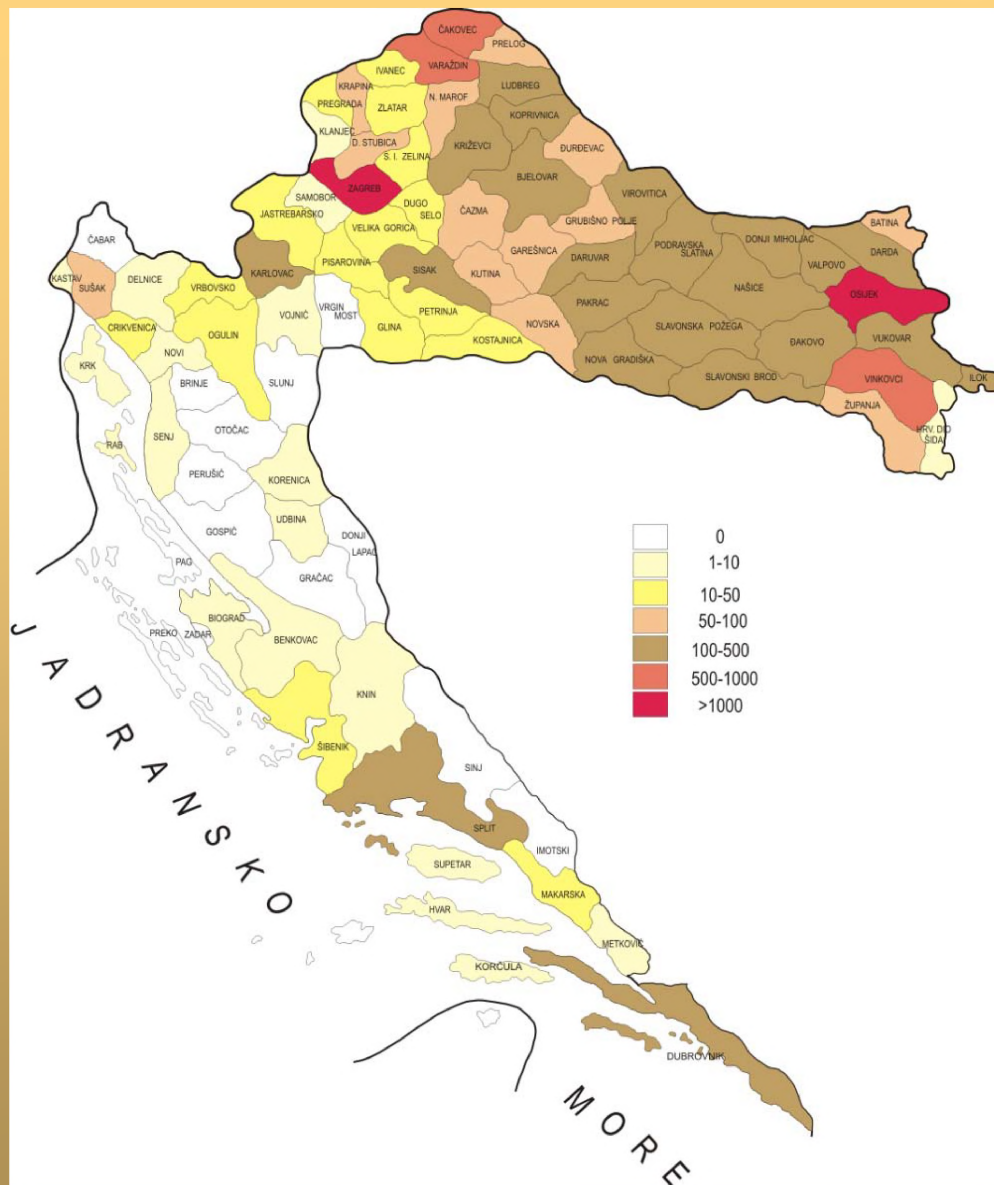 ČAKOVEC
PRELOG
VARAŽDIN
IVANEC
KRAPINA
N. MAROF
LUDBREG
PREGRADA
ZLATAR
KOPRIVNICA
KLANJEC
D. STUBICA
KRIŽEVCI
ĐURĐEVAC
S. I. ZELINA
BJELOVAR
ZAGREB
VIROVITICA
SAMOBOR
DUGO
SELO
JASTREBARSKO
ČAZMA
GRUBIŠNO POLJE
BATINA
VELIKA GORICA
ČABAR
GAREŠNICA
PODRAVSKA
SLATINA
DONJI MIHOLJAC
DARDA
PISAROVINA
DARUVAR
VALPOVO
KASTAV
DELNICE
KARLOVAC
SISAK
KUTINA
SUŠAK
VRBOVSKO
NAŠICE
OSIJEK
PAKRAC
VOJNIĆ
VRGIN
MOST
PETRINJA
CRIKVENICA
OGULIN
GLINA
NOVSKA
SLAVONSKA POŽEGA
VUKOVAR
KOSTAJNICA
ĐAKOVO
NOVI
KRK
NOVA GRADIŠKA
BRINJE
SLUNJ
SLAVONSKI BROD
VINKOVCI
ILOK
ŽUPANJA
OTOČAC
HRV. DIO
ŠIDA
SENJ
RAB
PERUŠIĆ
KORENICA
UDBINA
GOSPIĆ
DONJI
LAPAC
PAG
GRAČAC
BIOGRAD
PREKO
ZADAR
BENKOVAC
KNIN
ŠIBENIK
SINJ
SPLIT
IMOTSKI
SUPETAR
MAKARSKA
HVAR
METKOVIĆ
KORČULA
DUBROVNIK
0
1-10
10-50
50-100
100-500
500-1000
>1000
JADRANSKO
MORE